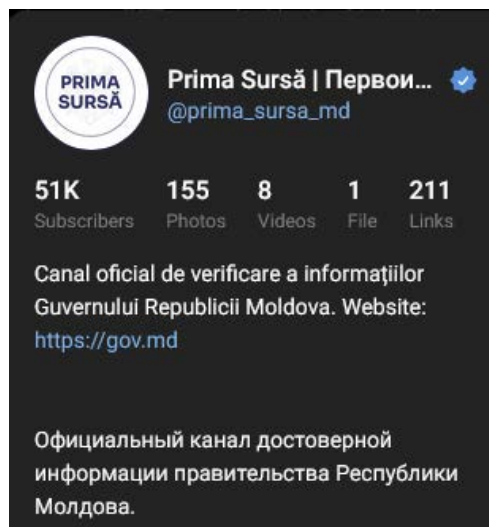 PRIMA
SURSĂ
Prima Sursă | Первои...
@prima_sursa_md
51K 155 8 1 211
Subscribers Photos Videos File Links
Canal oficial de verificare a informațiilor
Guvernului Republicii Moldova. Website:
https://gov.md
Официальный канал достоверной
информации правительства Республики
Молдова.